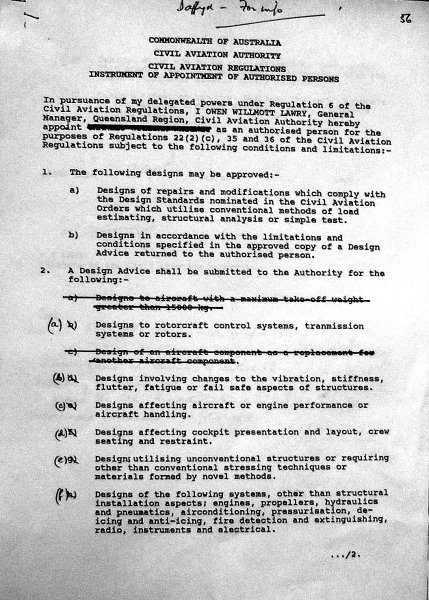 Daffyd - For info
56
COMMONWEALTH OF AUSTRALIA
CIVIL AVIATION AUTHORITY
CIVIL AVIATION REGULATIONS
INSTRUMENT OF APPOINTMENT OF AUTHORISED PERSONS
In pursuance of my delegated powers under Regulation 6 of the
Civil Aviation Regulations, I OWEN WILLMOTT LAWRY, General
Manager, Queensland Region, Civil Aviation Authority hereby
appoint as an authorised person for the
purposes of Regulations 22(2)(c), 35 and 36 of the Civil Aviation
Regulations subject to the following conditions and limitations:-
1. The following designs may be approved:-
a) Designs of repairs and modifications which comply with
the Design Standards nominated in the Civil Aviation
Orders which utilise conventional methods of load
estimating, structural analysis or simple test.
b) Designs in accordance with the limitations and
conditions specified in the approved copy of a Design
Advice returned to the authorised person.
2. A Design Advice shall be submitted to the Authority for the
following:-
a) Designs to aircraft with a maximum take-off weight
greater than 15000 kg.
(a) b) Designs to rotorcraft control systems, tranmission
systems or rotors.
c) Design of an aircraft component as a replacement for
another aircraft component.
(b) d) Designs involving changes to the vibration, stiffness,
flutter, fatigue or fail safe aspects of structures.
(c) e) Designs affecting aircraft or engine performance or
aircraft handling.
(d) f) Designs affecting cockpit presentation and layout, crew
seating and restraint.
(e) g) Designs utilising unconventional structures or requiring
other than conventional stressing techniques or
materials formed by novel methods.
(f) h) Designs of the following systems, other than structural
installation aspects; engines, propellers, hydraulics
and pneumatics, airconditioning, pressurisation, de-
icing and anti-icing, fire detection and extinguishing,
radio, instruments and electrical.
.../2.